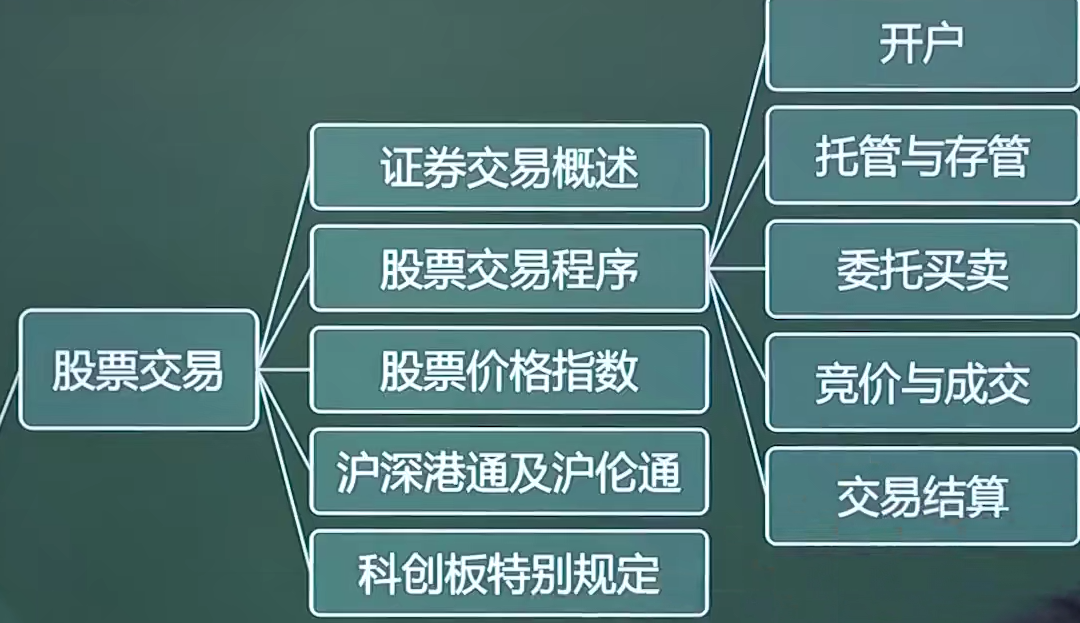 股票交易
证券交易概述
股票交易程序
股票价格指数
沪深港通及沪伦通
科创板特别规定
开户
托管与存管
委托买卖
竞价与成交
交易结算